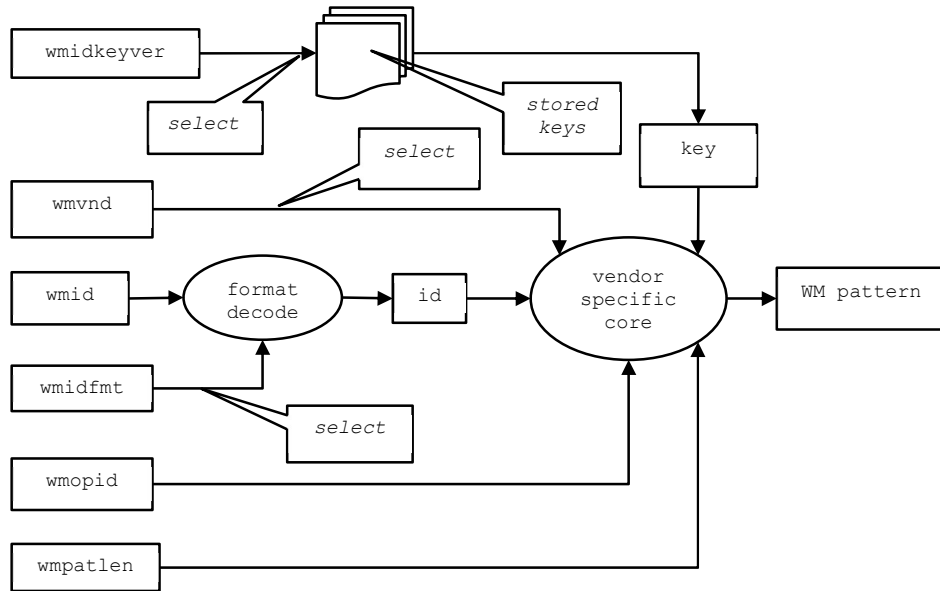 wmidkeyver
select
stored
keys
key
select
wmvnd
wmid
format
decode
id
vendor
specific
core
WM pattern
wmidfmt
select
wmopid
wmpatlen